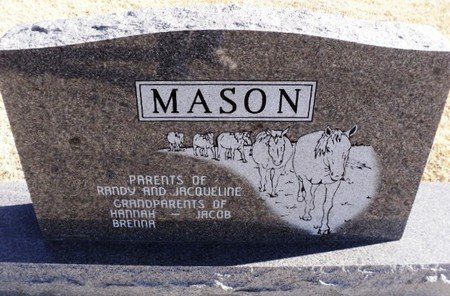 MASON
PARENTS OF
RANDY AND JACQUELINE
GRANDPARENTS OF
HANNAH – JACOB
BRENNA